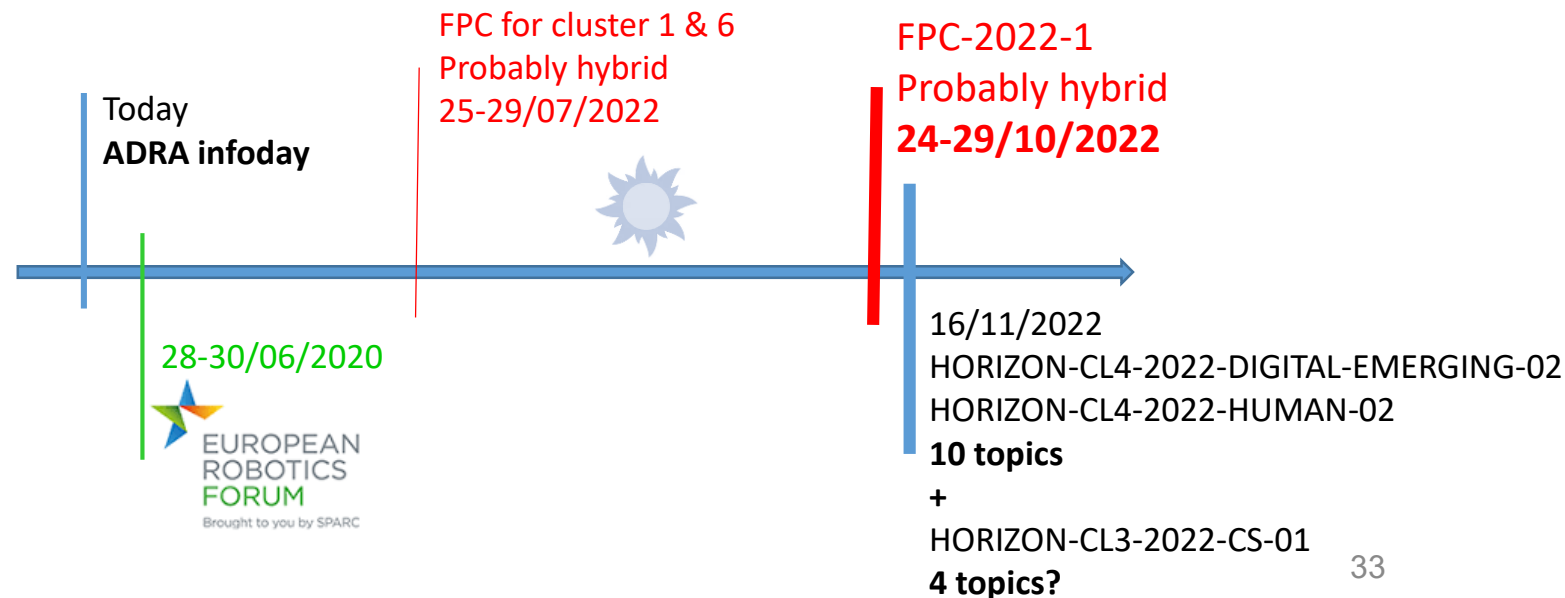 Today
ADRA infoday
28-30/06/2020
EUROPEAN
ROBOTICS
FORUM
Brought to you by SPARC
FPC for cluster 1 & 6
Probably hybrid
25-29/07/2022
FPC-2022-1
Probably hybrid
24-29/10/2022
16/11/2022
HORIZON-CL4-2022-DIGITAL-EMERGING-02
HORIZON-CL4-2022-HUMAN-02
10 topics
+
HORIZON-CL3-2022-CS-01
4 topics?
33